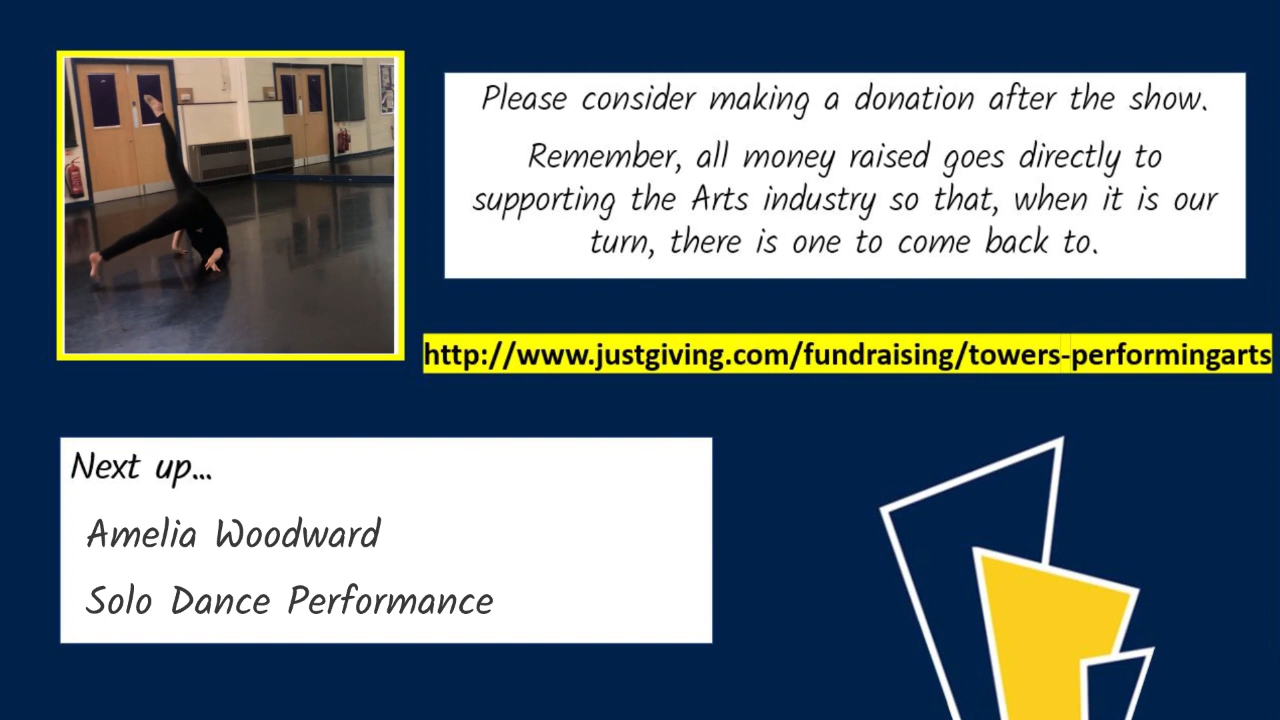 Please consider making a donation after the show.
Remember, all money raised goes directly to
supporting the Arts industry so that, when it is our
turn, there is one to come back to.
http://www.justgiving.com/fundraising/towers-performingarts
Next up...
Amelia Woodward
Solo Dance Performance